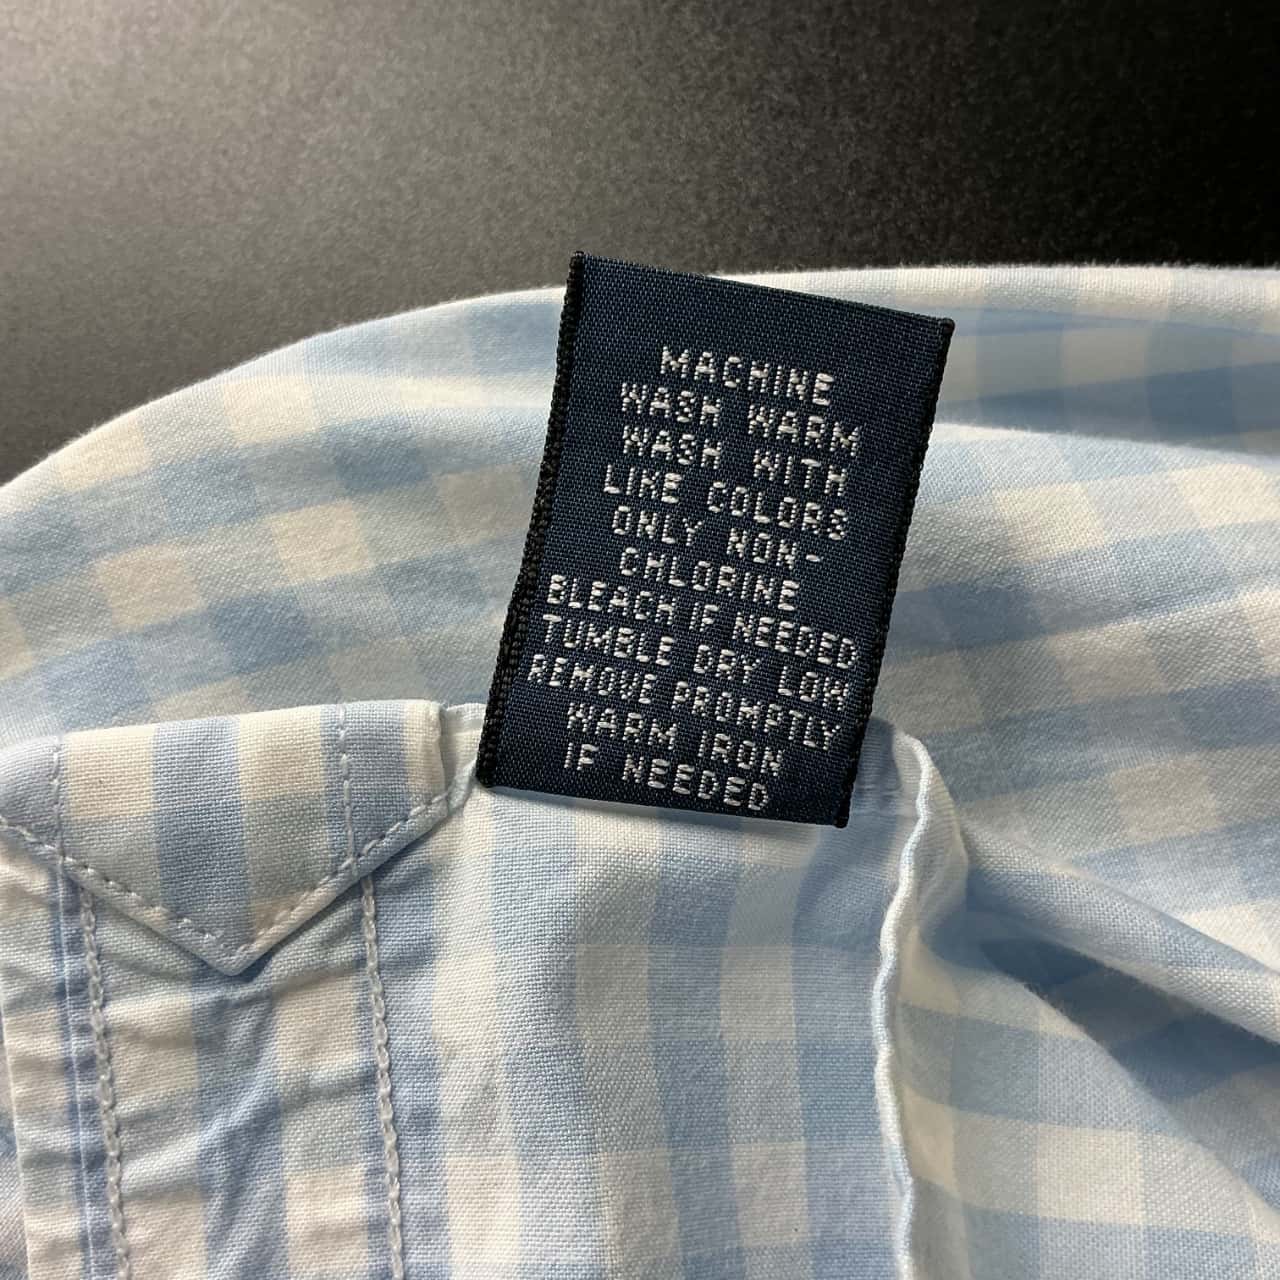 MACHINE
WASH WARM
WASH WITH
LIKE COLORS
ONLY NON-
CHLORINE
BLEACH IF NEEDED
TUMBLE DRY LOW
REMOVE PROMPTLY
WARM IRON
IF NEEDED